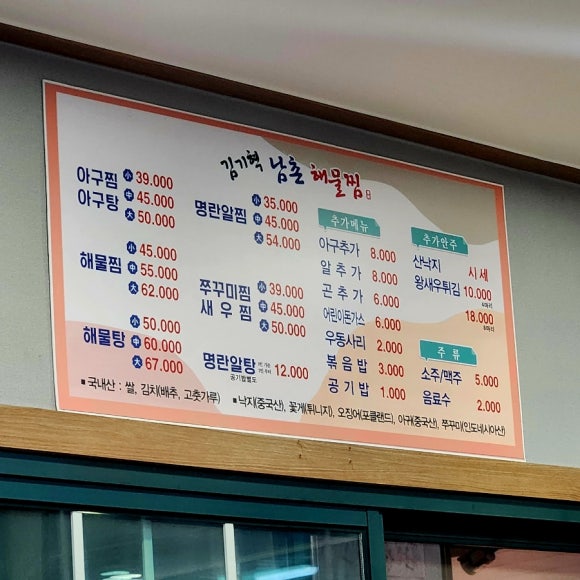 김기혁 남촌 해물찜
아구찜 小 39.000
아구탕 中 45.000
大 50.000
해물찜 小 45.000
中 55.000
大 62.000
해물탕 小 50.000
中 60.000
大 67.000
명란알찜 小 35.000
中 45.000
大 54.000
쭈꾸미찜 小 39.000
새우찜 中 45.000
大 50.000
명란알탕 12.000
공기밥별도
추가메뉴
아구추가 8.000
알추가 8.000
곤추가 6.000
어린이돈가스 6.000
우동사리 2.000
볶음밥 3.000
공기밥 1.000
추가안주
산낙지 시세
왕새우튀김 10.000
18.000
주류
소주/맥주 5.000
음료수 2.000
■ 국내산 : 쌀, 김치(배추, 고춧가루) ■ 낙지(중국산), 꽃게(튀니지), 오징어(포클랜드), 아귀(중국산), 쭈꾸미(인도네시아산)